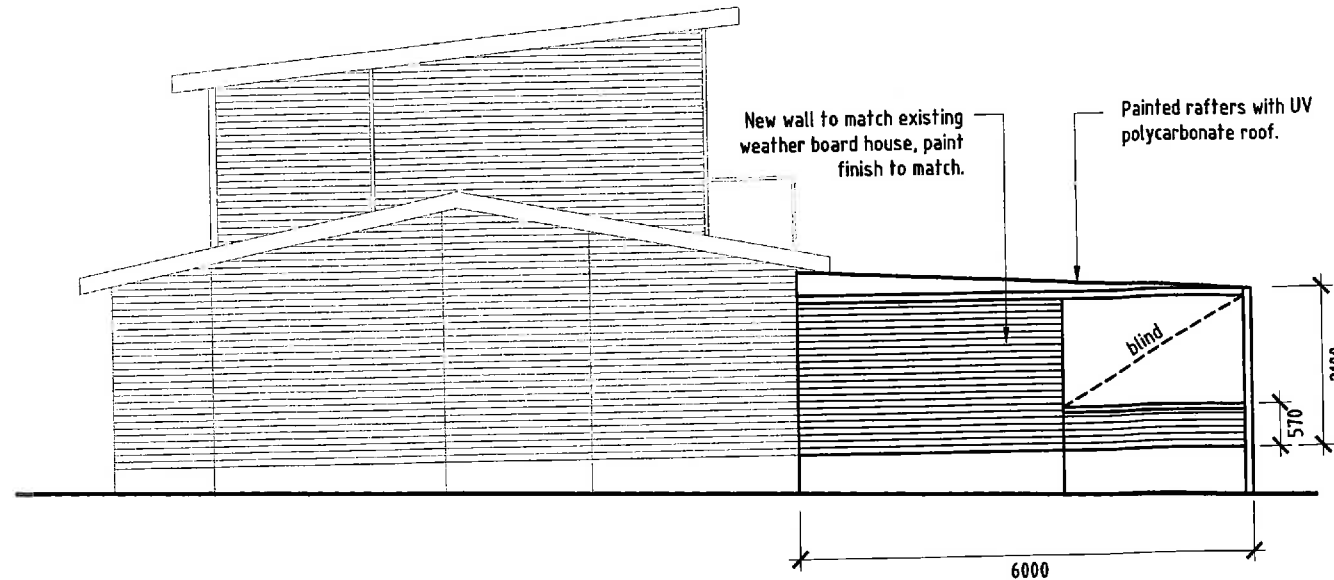 New wall to match existing
weather board house, paint
finish to match.
Painted rafters with UV
polycarbonate roof.
blind
570
6000